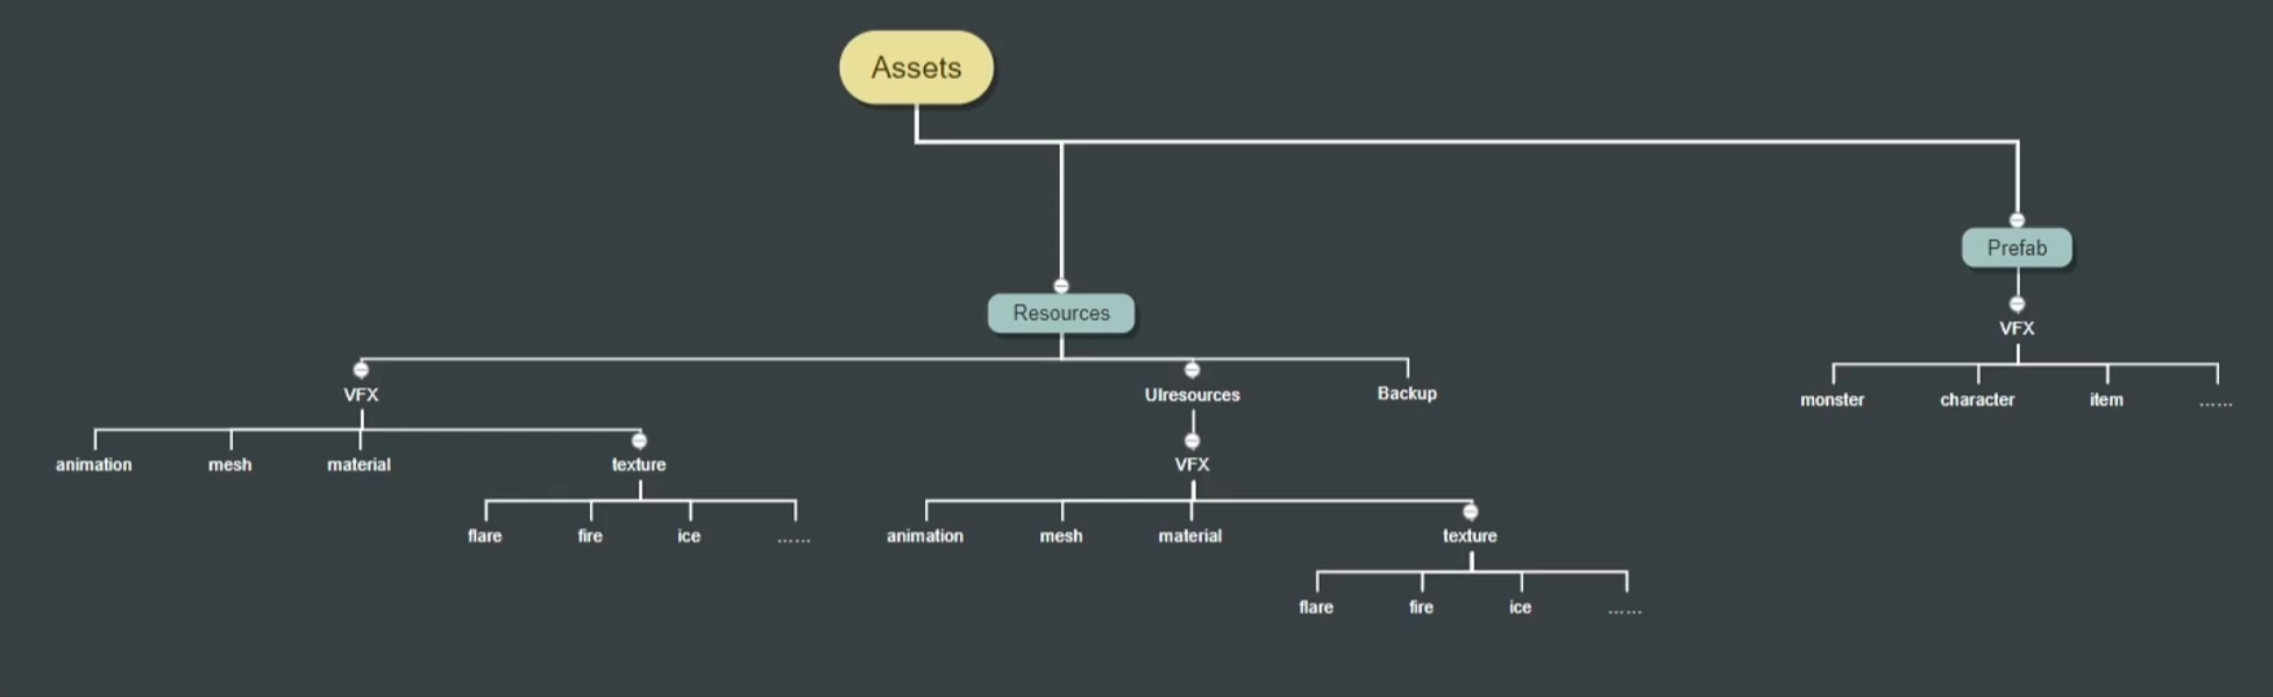 Assets
Prefab
Resources
VFX
VFX
UIresources
Backup
monster
character
item
......
animation
mesh
material
texture
VFX
flare
fire
ice
......
animation
mesh
material
texture
flare
fire
ice
......